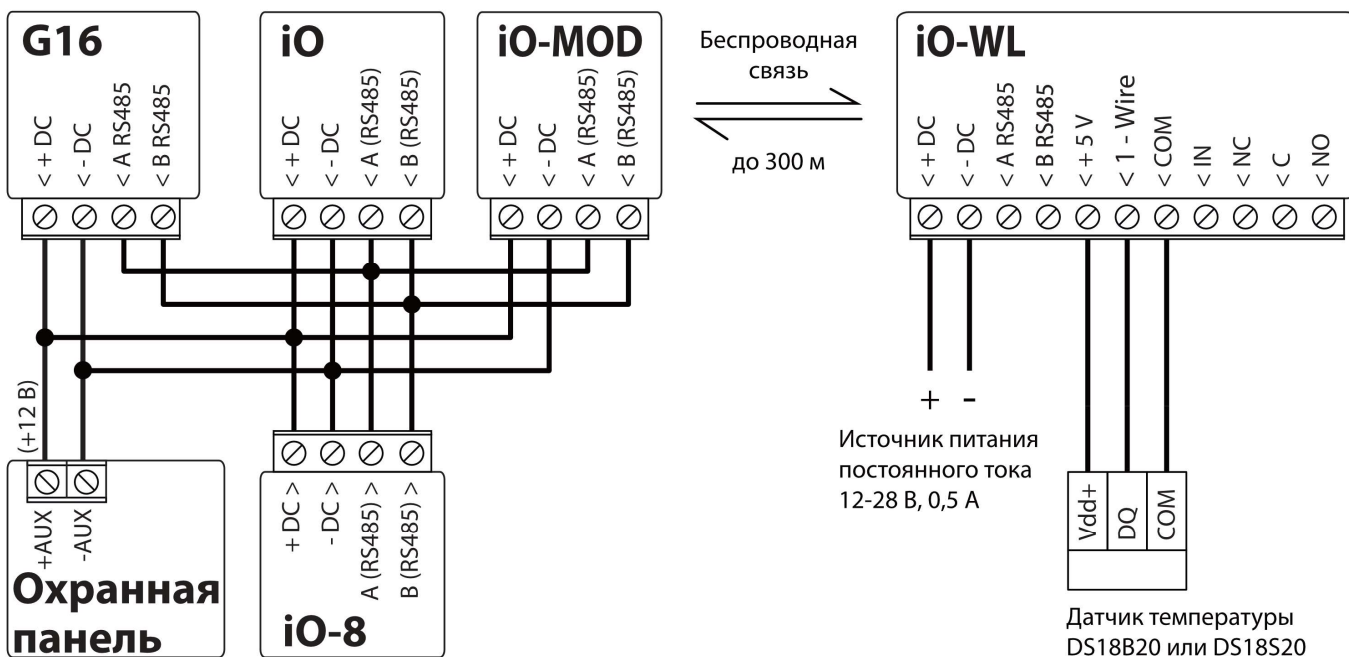 G16
< + DC
< - DC
< A RS485
< B RS485
iO
< + DC
< - DC
< A (RS485)
< B (RS485)
iO-MOD
< + DC
< - DC
< A (RS485)
< B (RS485)
Беспроводная
связь
до 300 м
iO-WL
< + DC
< - DC
< A RS485
< B RS485
< + 5 V
< 1 - Wire
< COM
< IN
< NC
< C
< NO
(+12 В)
+AUX
-AUX
Охранная
панель
+ DC >
- DC >
A (RS485) >
B (RS485) >
iO-8
+ -
Источник питания
постоянного тока
12-28 В, 0,5 А
Vdd+
DQ
COM
Датчик температуры
DS18B20 или DS18S20